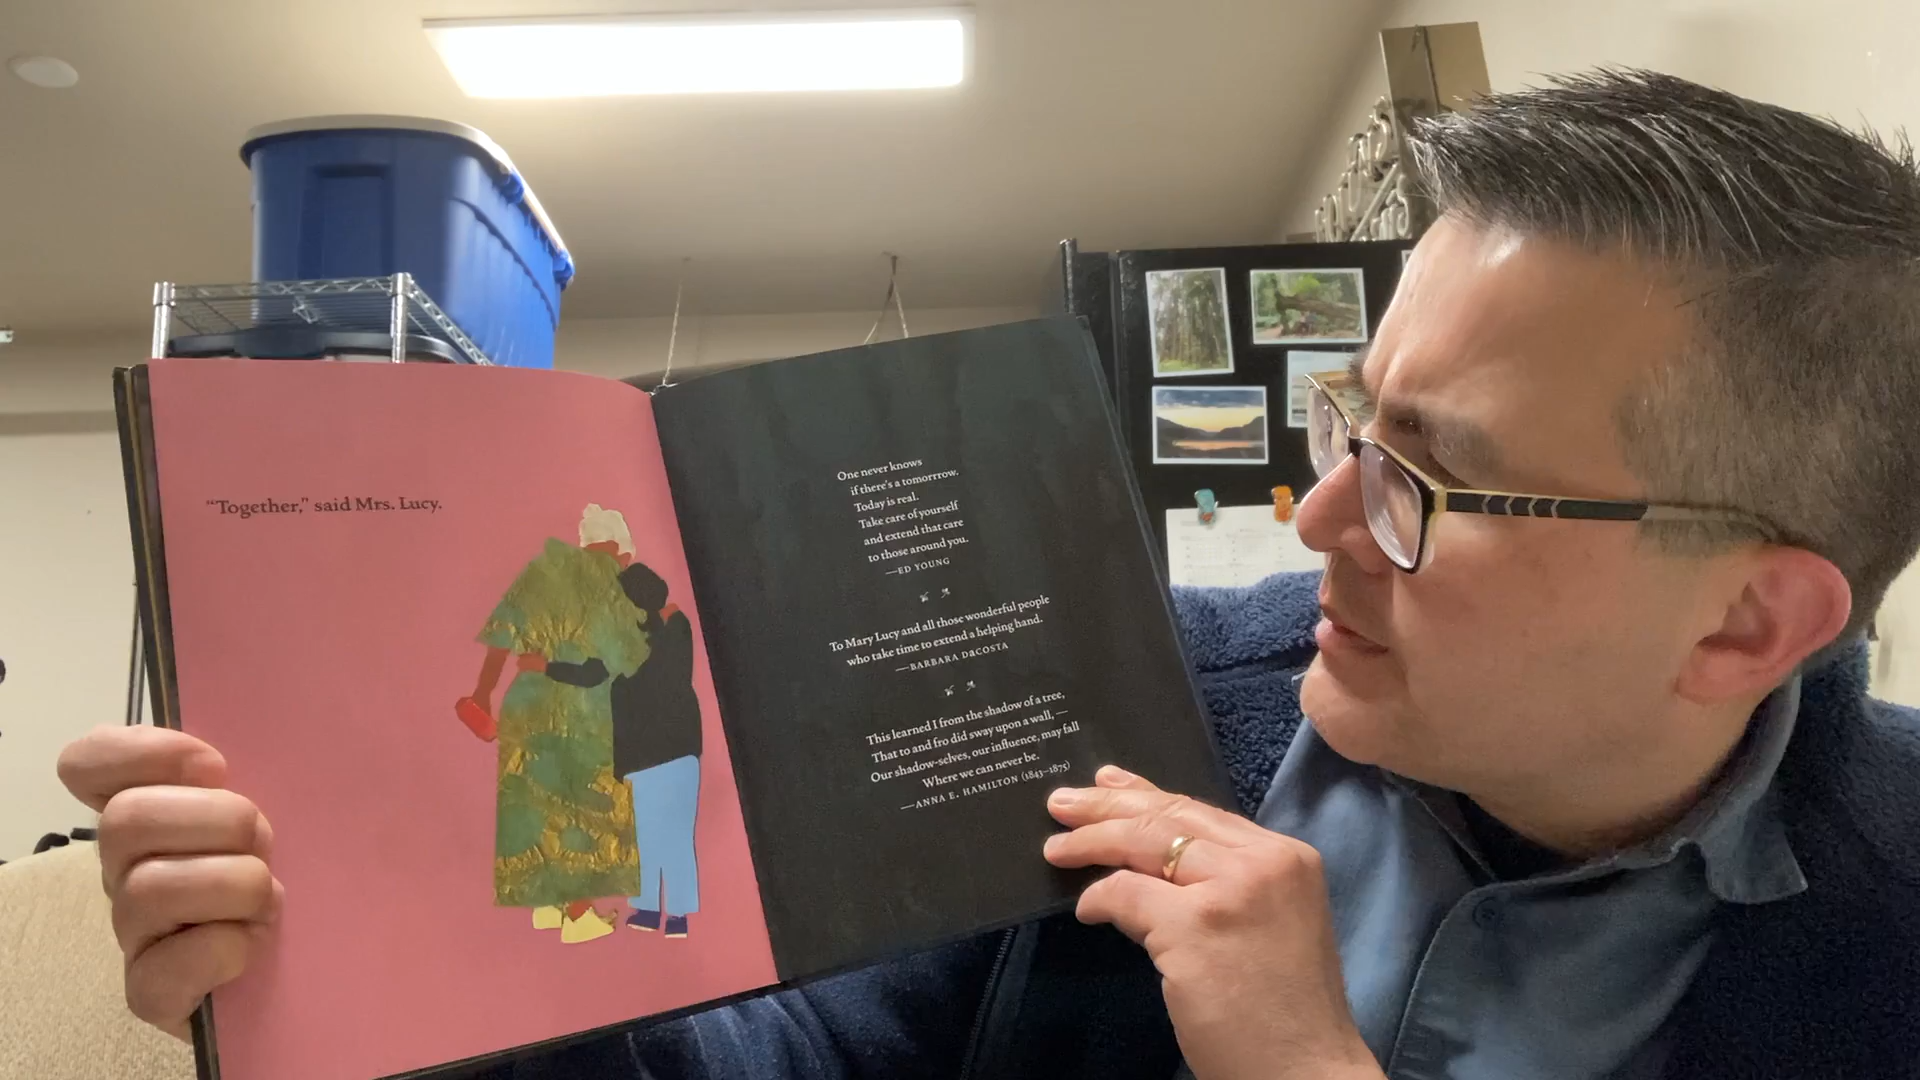 "Together," said Mrs. Lucy.
One never knows
if there's a tomorrrow.
Today is real.
Take care of yourself
and extend that care
to those around you.
—ED YOUNG
To Mary Lucy and all those wonderful people
who take time to extend a helping hand.
—BARBARA DACOSTA
This learned I from the shadow of a tree,
That to and fro did sway upon a wall, —
Our shadow-selves, our influence, may fall
Where we can never be.
—ANNA E. HAMILTON (1843–1875)